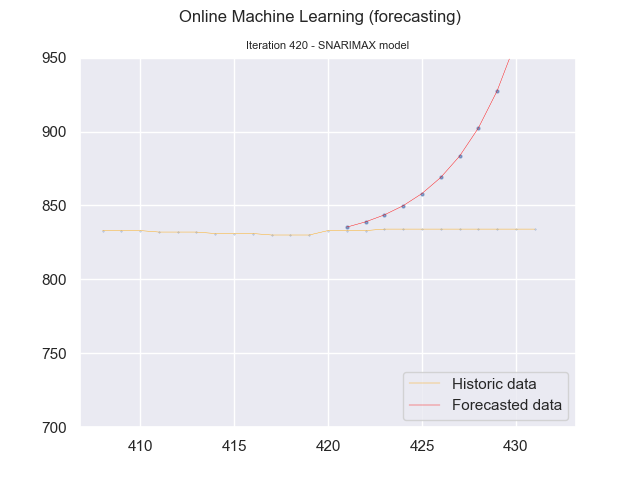 Online Machine Learning (forecasting)
Iteration 420 - SNARIMAX model
950
900
850
800
750
700
410
415
420
425
430
Historic data
Forecasted data